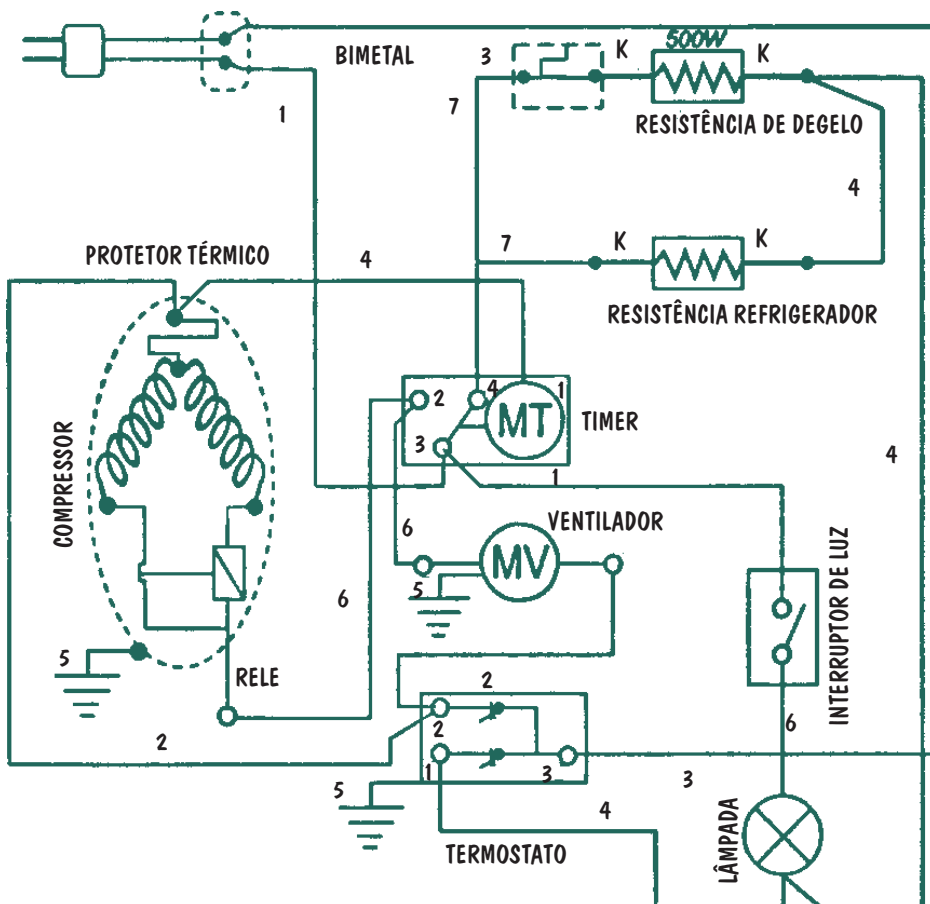 500W
K
K
3
BIMETAL
1
7
RESISTÊNCIA DE DEGELO
4
PROTETOR TÉRMICO
4
7
K
K
RESISTÊNCIA REFRIGERADOR
COMPRESSOR
2
4
1
MT
TIMER
3
4
1
VENTILADOR
6
MV
5
6
INTERRUPTOR DE LUZ
5
RELE
2
2
2
6
1
3
3
5
4
TERMOSTATO
LÂMPADA